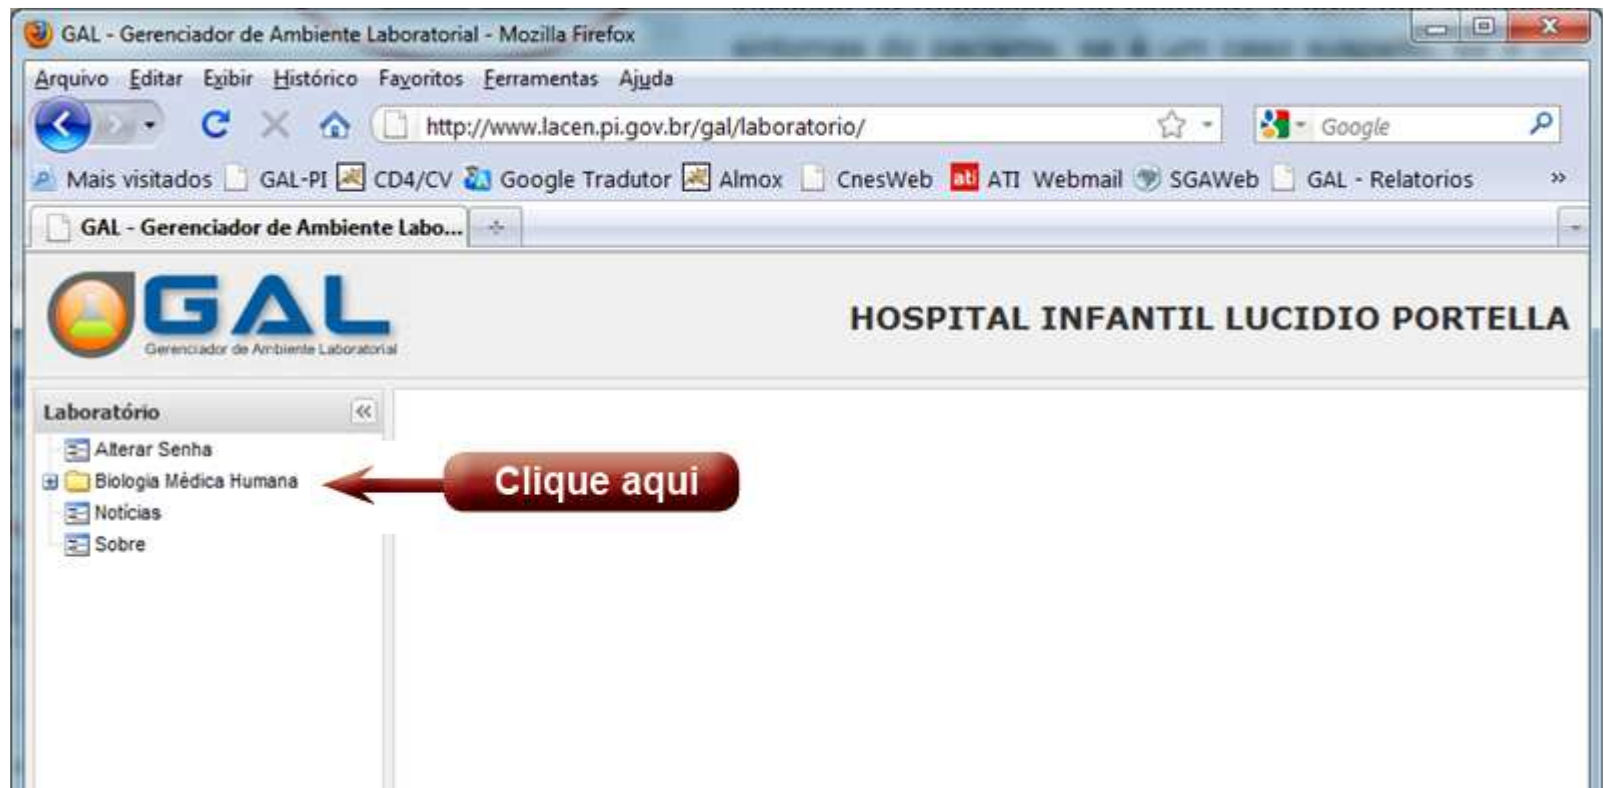 GAL - Gerenciador de Ambiente Laboratorial - Mozilla Firefox
Arquivo Editar Exibir Histórico Favoritos Ferramentas Ajuda
http://www.lacen.pi.gov.br/gal/laboratorio/
Google
Mais visitados GAL-PI CD4/CV Google Tradutor Almox CnesWeb ati ATI Webmail SGAWeb GAL - Relatorios »
GAL - Gerenciador de Ambiente Labo...
GAL
Gerenciador de Ambiente Laboratorial
HOSPITAL INFANTIL LUCIDIO PORTELLA
Laboratório
Alterar Senha
Biologia Médica Humana
Clique aqui
Notícias
Sobre